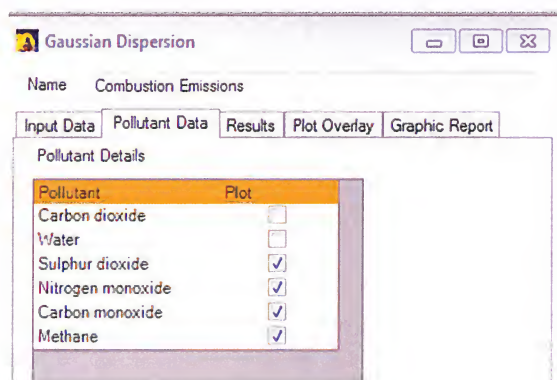 Gaussian Dispersion
Name Combustion Emissions
Input Data Pollutant Data Results Plot Overlay Graphic Report
Pollutant Details
Pollutant Plot
Carbon dioxide
Water
Sulphur dioxide
Nitrogen monoxide
Carbon monoxide
Methane